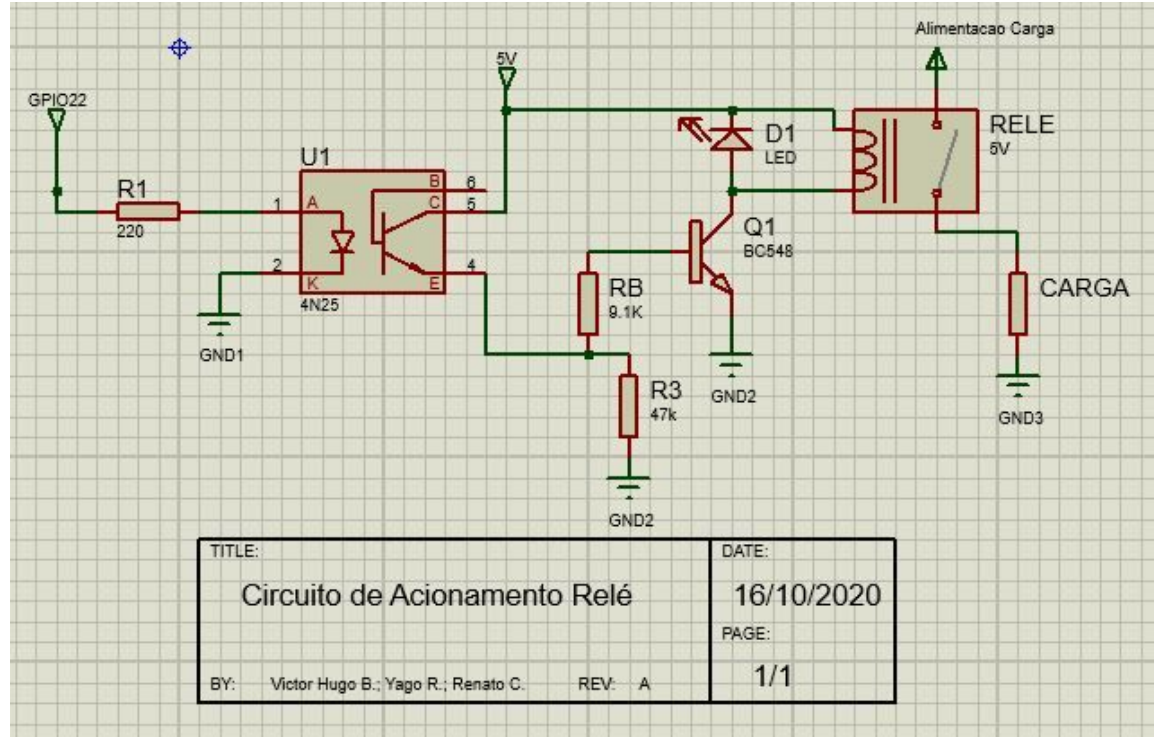 Alimentacao Carga
5V
GPIO22
RELE
5V
D1
LED
U1
R1
220
1
A
B
6
C
5
Q1
BC548
2
K
E
4
4N25
RB
9.1K
CARGA
GND1
R3
47k
GND2
GND3
GND2
TITLE:
Circuito de Acionamento Relé
DATE:
16/10/2020
PAGE:
1/1
BY: Victor Hugo B.; Yago R.; Renato C. REV: A